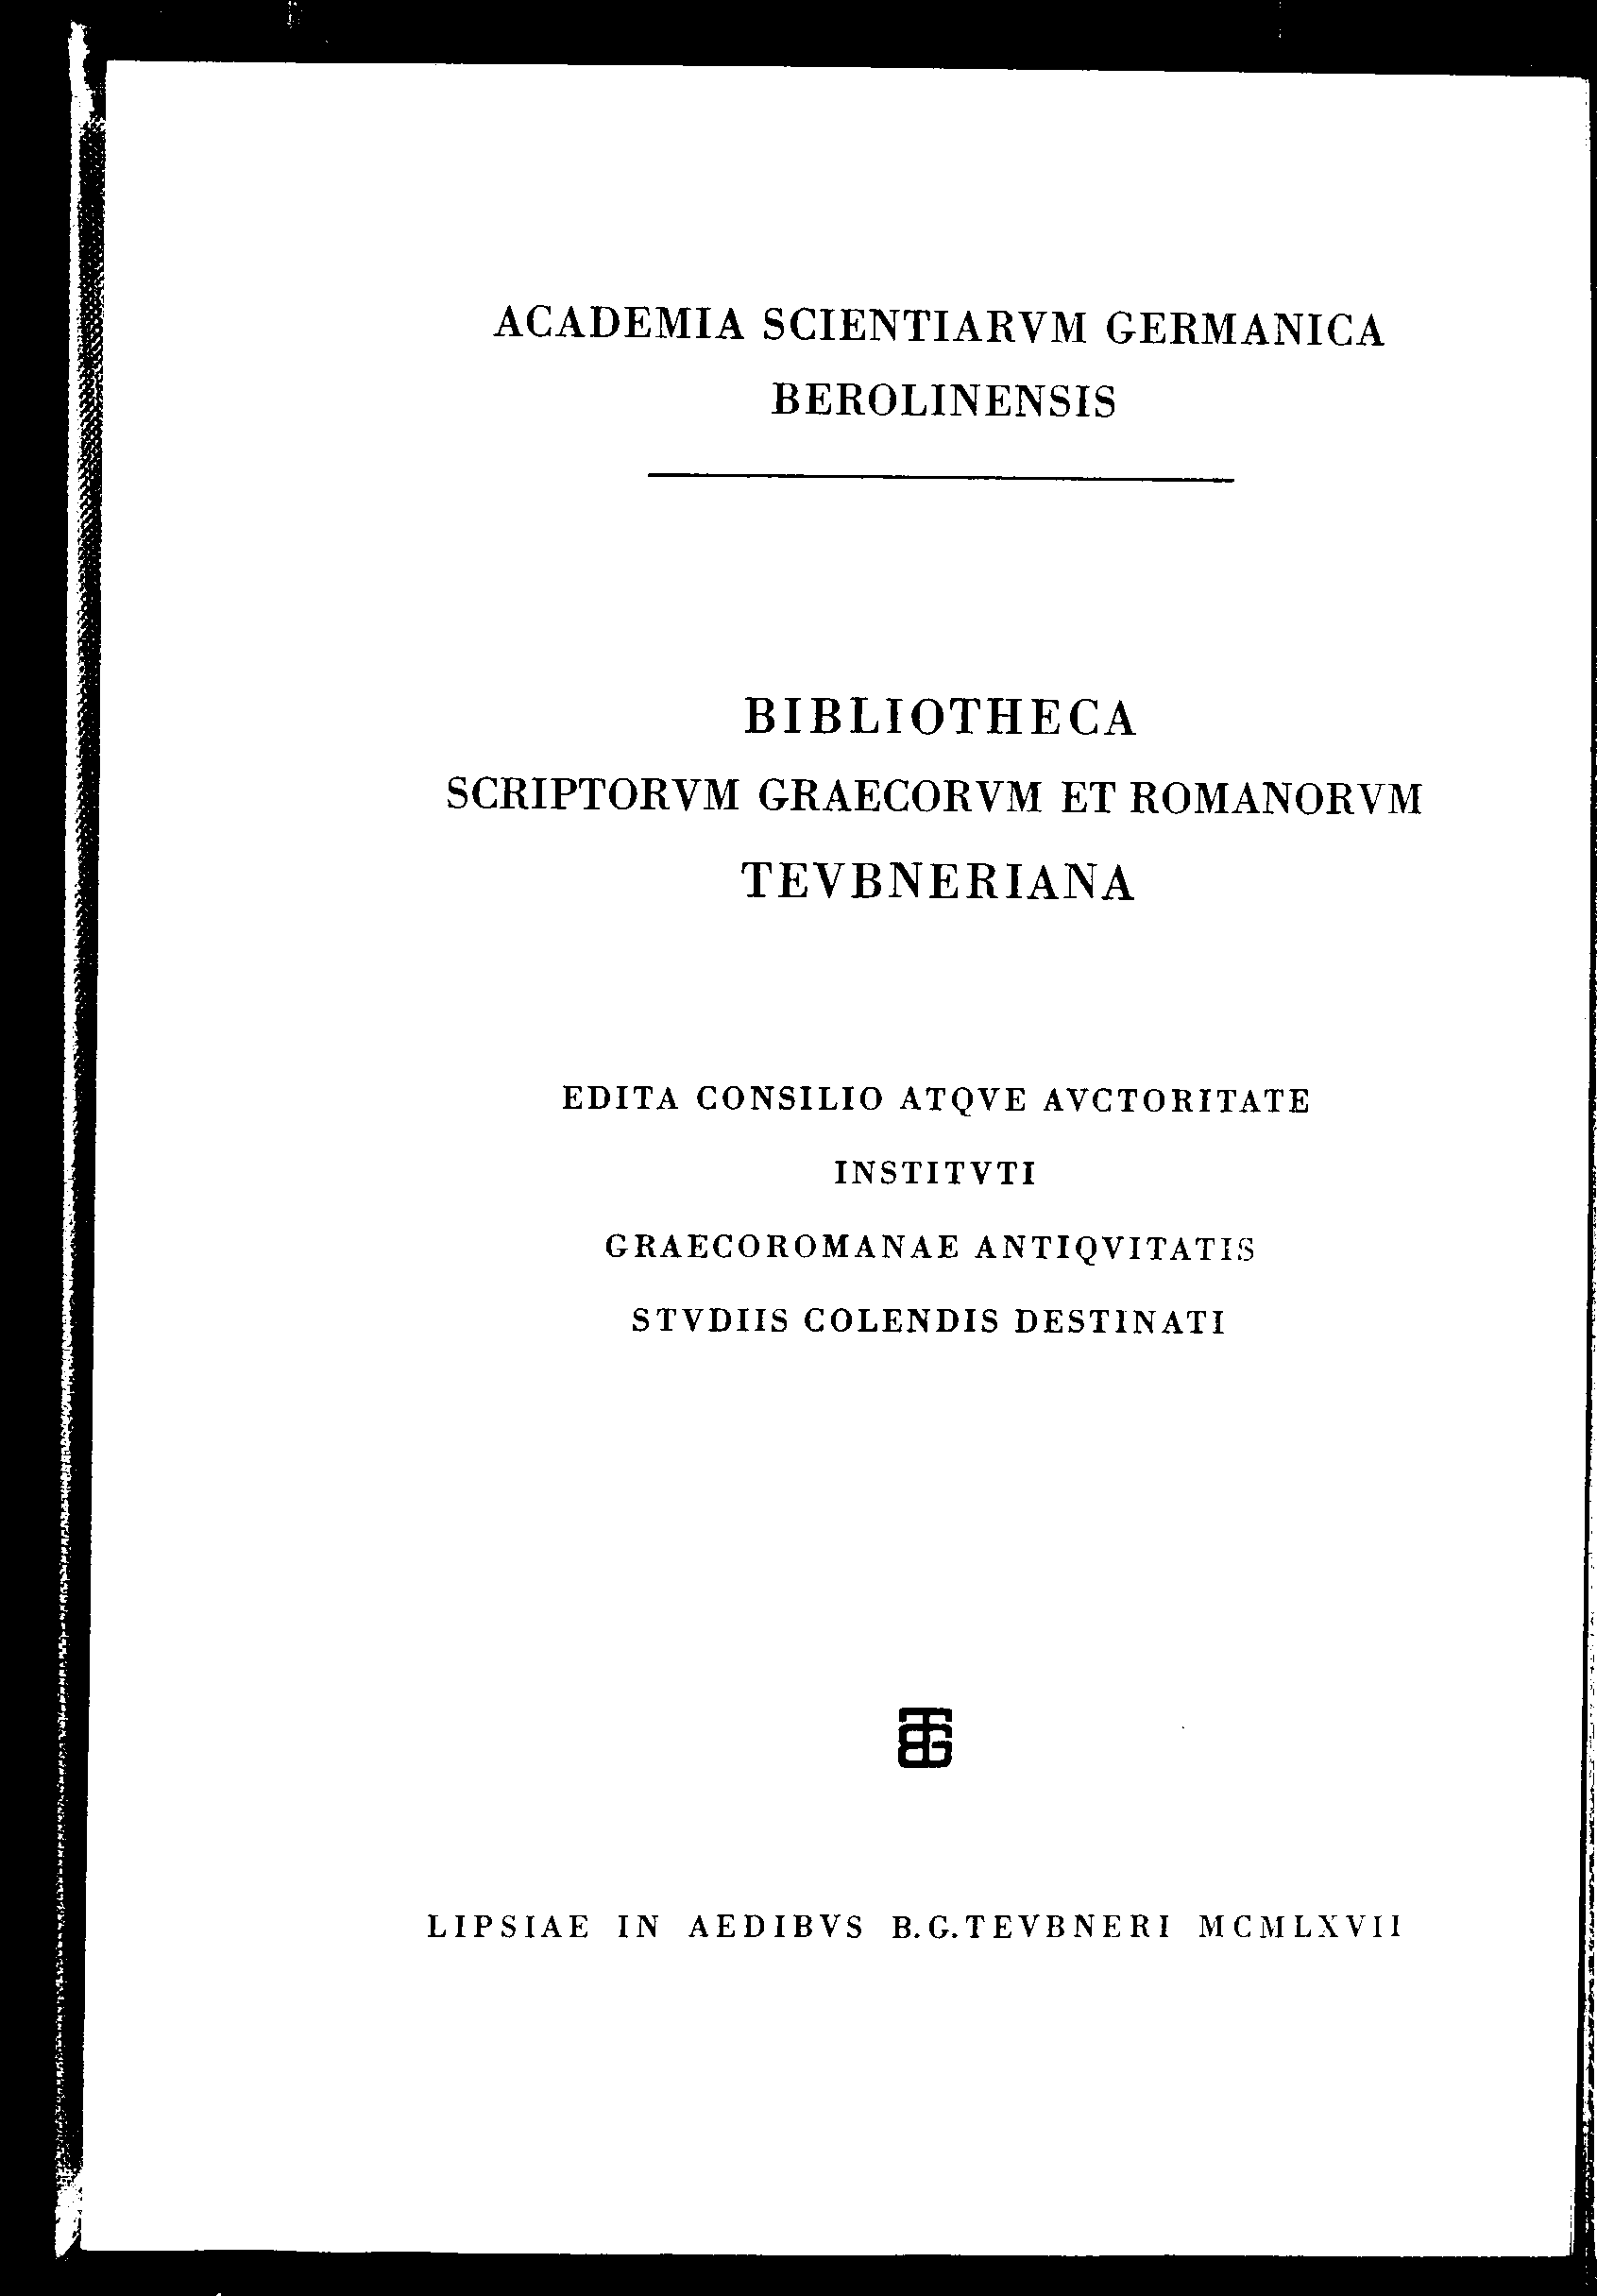 ACADEMIA SCIENTIARVM GERMANICA
BEROLINENSIS
BIBLIOTHECA
SCRIPTORVM GRAECORVM ET ROMANORVM
TEVBNERIANA
EDITA CONSILIO ATQVE AVCTORITATE
INSTITVTI
GRAECOROMANAE ANTIQVITATIS
STVDIIS COLENDIS DESTINATI
LIPSIAE IN AEDIBVS B.G.TEVBNERI MCMLXVII